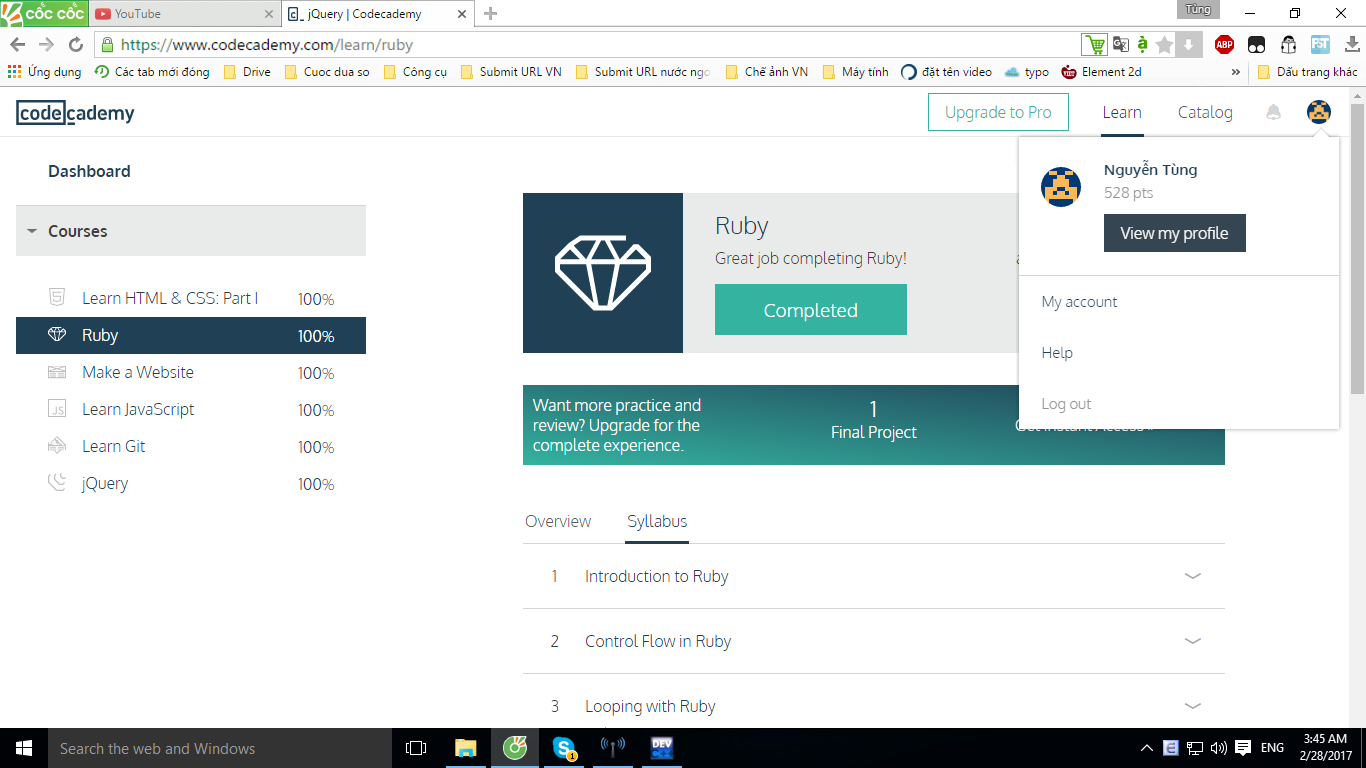 cốc cốc
YouTube
jQuery | Codecademy
Tùng
https://www.codecademy.com/learn/ruby
ABP
F5T
Ứng dụng
Các tab mới đóng
Drive
Cuoc dua so
Công cụ
Submit URL VN
Submit URL nước ngo
Chế ảnh VN
Máy tính
đặt tên video
typo
Element 2d
»
Dấu trang khác
codecademy
Upgrade to Pro
Learn
Catalog
Dashboard
Courses
Learn HTML & CSS: Part I 100%
Ruby 100%
Make a Website 100%
JS Learn JavaScript 100%
Learn Git 100%
jQuery 100%
Ruby
Great job completing Ruby!
Completed
Nguyễn Tùng
528 pts
View my profile
My account
Help
Log out
Want more practice and
review? Upgrade for the
complete experience.
1
Final Project
Overview
Syllabus
1 Introduction to Ruby
2 Control Flow in Ruby
3 Looping with Ruby
Search the web and Windows
S 1
DEV
E
ENG
3:45 AM
2/28/2017